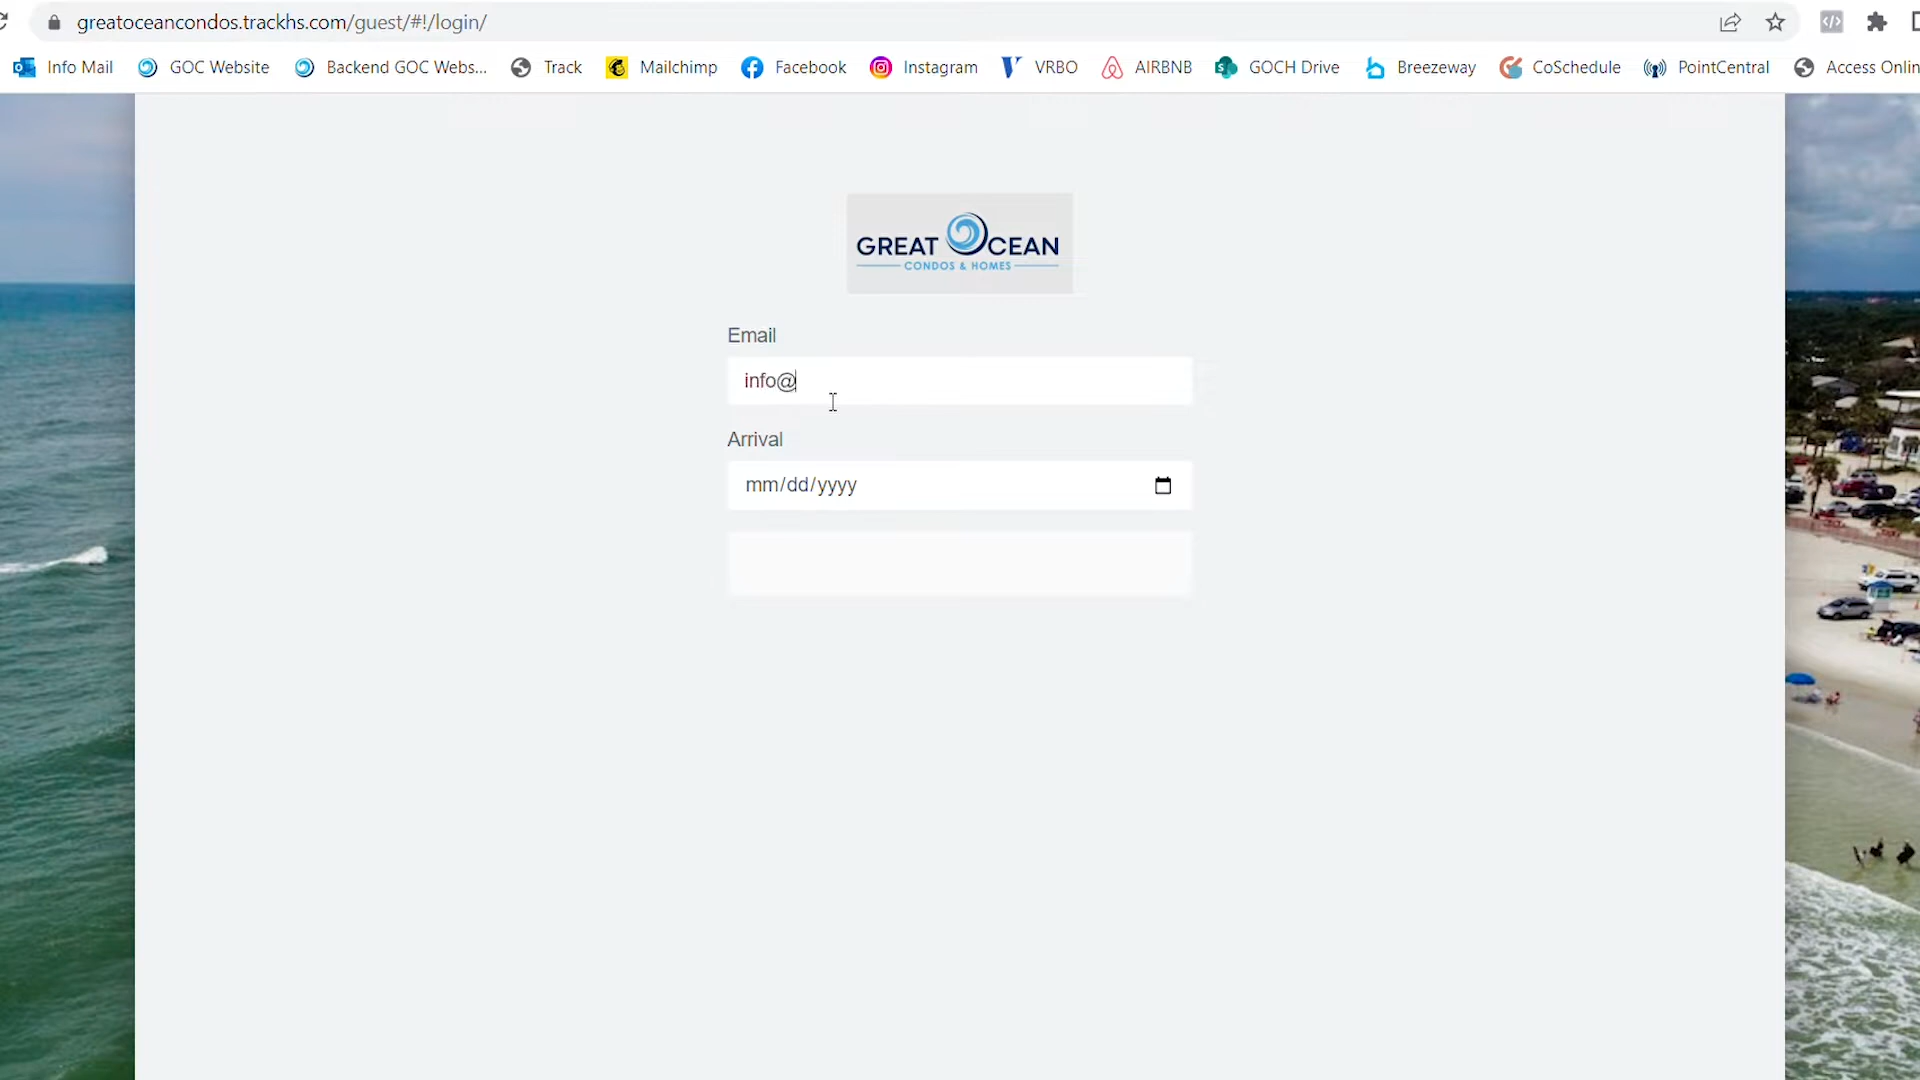 greatoceancondos.trackhs.com/guest/#!/login/
Info Mail GOC Website Backend GOC Webs... Track Mailchimp Facebook Instagram VRBO AIRBNB GOCH Drive Breezeway CoSchedule PointCentral Access Onlin
GREAT OCEAN
CONDOS & HOMES
Email
info@
Arrival
mm/dd/yyyy